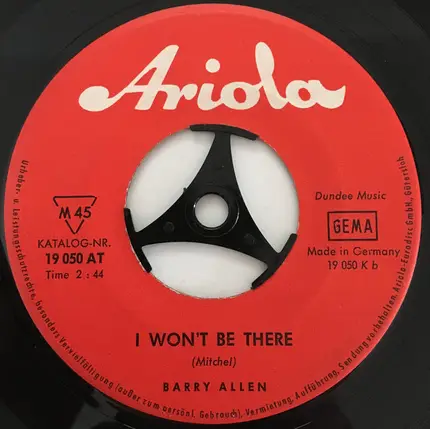 Ariola
M 45
KATALOG-NR.
19 050 AT
Time 2 : 44
Dundee Music
GEMA
Made in Germany
19 050 K b
I WON'T BE THERE
(Mitchel)
BARRY ALLEN
Urheber- u. Leistungsschutzrechte, insbesondere Vervielfältigung (außer zum persönl. Gebrauch), Vermietung, Aufführung, Sendung vorbehalten. Ariola-Eurodisc GmbH., Gütersloh